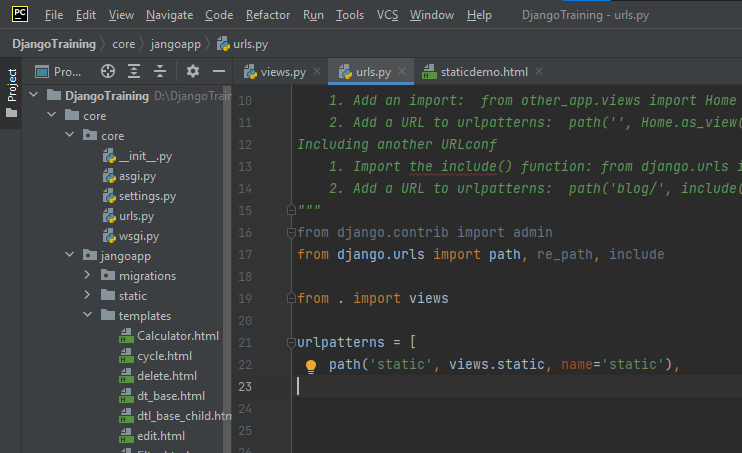 PC File Edit View Navigate Code Refactor Run Tools VCS Window Help DjangoTraining - urls.py
DjangoTraining core jangoapp urls.py
Project
Pro...
views.py urls.py staticdemo.html
DjangoTraining D:\DjangoTrain
core
core
__init__.py
asgi.py
settings.py
urls.py
wsgi.py
jangoapp
migrations
static
templates
Calculator.html
cycle.html
delete.html
dt_base.html
dtl_base_child.htm
edit.html
10 1. Add an import: from other_app.views import Home
11 2. Add a URL to urlpatterns: path('', Home.as_view(
12 Including another URLconf
13 1. Import the include() function: from django.urls i
14 2. Add a URL to urlpatterns: path('blog/', include(
15 """
16 from django.contrib import admin
17 from django.urls import path, re_path, include
18
19 from . import views
20
21 urlpatterns = [
22 path('static', views.static, name='static'),
23
24
25